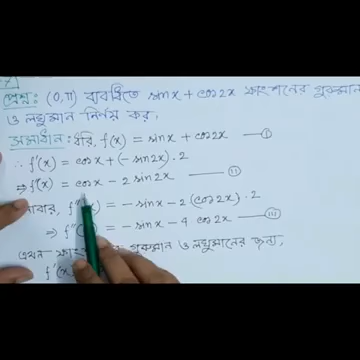 প্রশ্ন: (0, π) ব্যবধিতে sinx + cos2x ফাংশনের গুরুমান
ও লঘুমান নির্ণয় কর,
সমাধান: ধরি, f(x) = sinx + cos2x — (i)
∴ f'(x) = cosx + (- sin2x) . 2
⇒ f'(x) = cosx - 2 sin2x — (ii)
f''(x) = - sinx - 2 (cos2x) . 2
⇒ = - sinx - 4 . cos2x — (iii)
এখন ফাংশনের গুরুমান ও লঘুমানের জন্য,